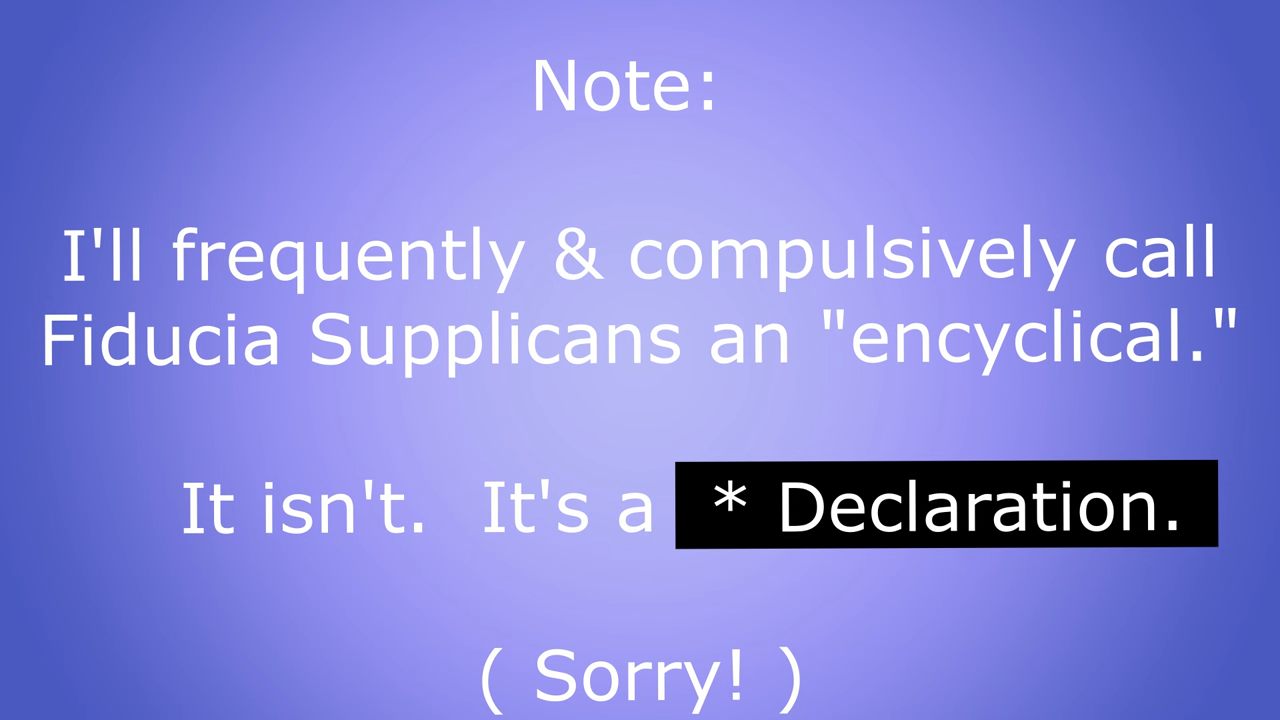 Note:
I'll frequently & compulsively call
Fiducia Supplicans an "encyclical."
It isn't. It's a * Declaration.
( Sorry! )